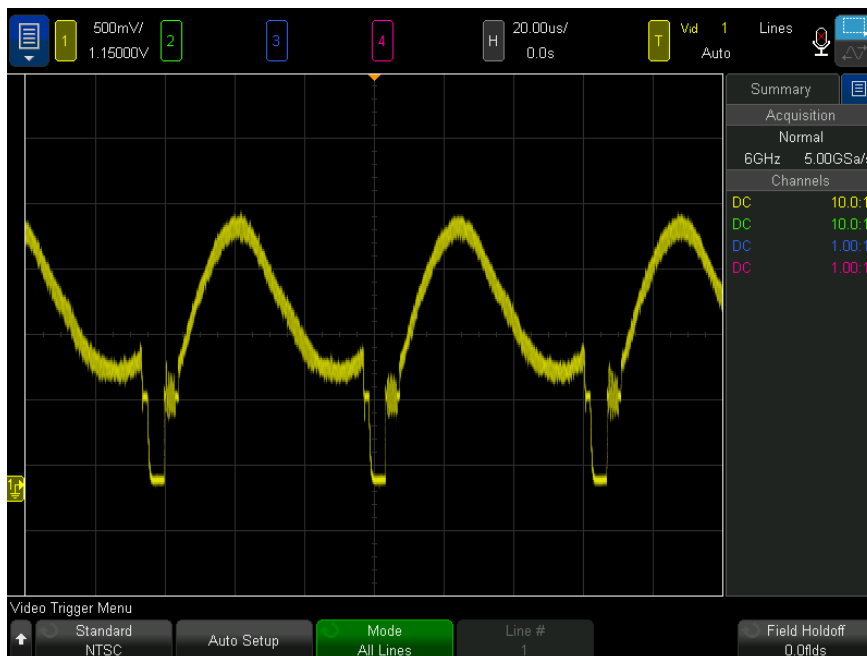 1
500mV/
1.15000V
2
3
4
H
20.00us/
0.0s
T
Vid 1 Lines
Auto
Summary
Acquisition
Normal
6GHz 5.00GSa/s
Channels
DC 10.0:1
DC 10.0:1
DC 1.00:1
DC 1.00:1
1
Video Trigger Menu
Standard
NTSC
Auto Setup
Mode
All Lines
Line #
1
Field Holdoff
0.0flds